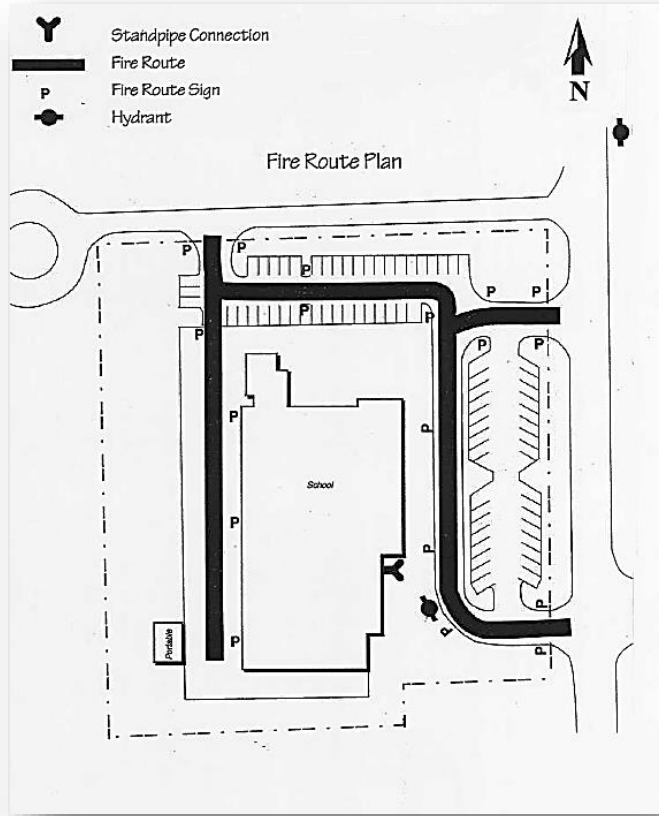 Standpipe Connection
Fire Route
P Fire Route Sign
Hydrant
N
Fire Route Plan
P P
P
P P
P
P
P
P P
P
P
School
P
P
P
P
P
Portable
P